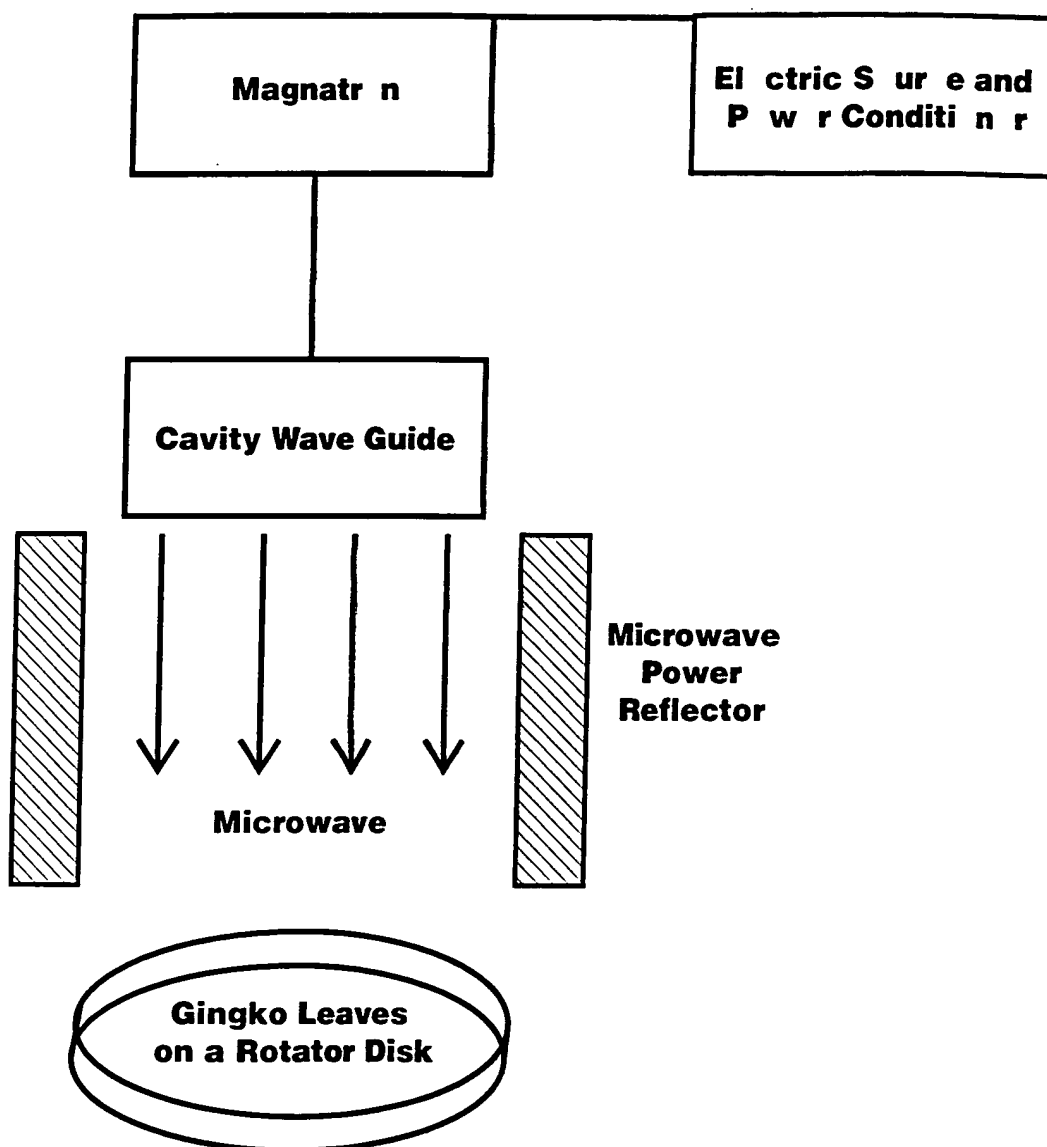 Magnatr n
El ctric S ur e and
P w r Conditi n r
Cavity Wave Guide
Microwave
Power
Reflector
Microwave
Gingko Leaves
on a Rotator Disk